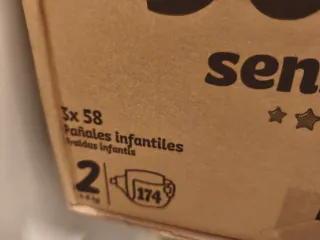 sen
3x 58
Pañales infantiles
Fraldas infantis
2
174